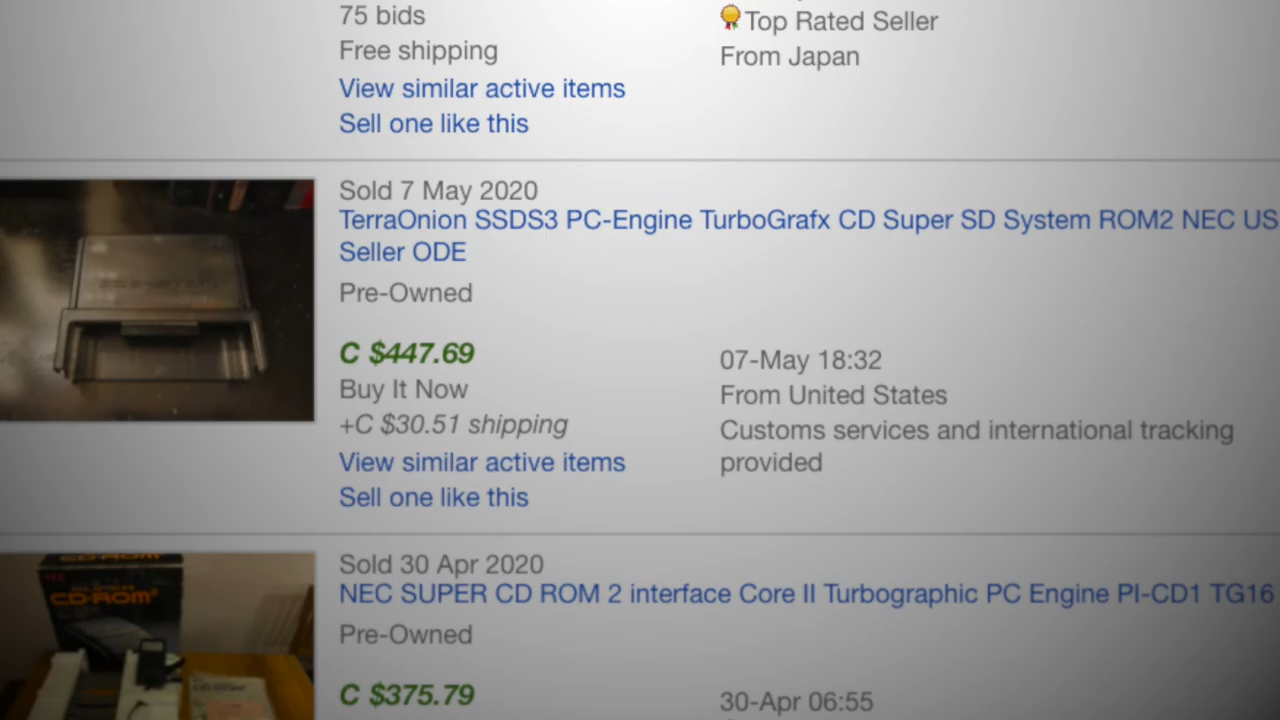 75 bids
Top Rated Seller
Free shipping
From Japan
View similar active items
Sell one like this
Sold 7 May 2020
TerraOnion SSDS3 PC-Engine TurboGrafx CD Super SD System ROM2 NEC US
Seller ODE
Pre-Owned
C $447.69
07-May 18:32
Buy It Now
From United States
+C $30.51 shipping
Customs services and international tracking
provided
View similar active items
Sell one like this
Sold 30 Apr 2020
NEC SUPER CD ROM 2 interface Core II Turbographic PC Engine PI-CD1 TG16
Pre-Owned
C $375.79
30-Apr 06:55
CD-ROM²